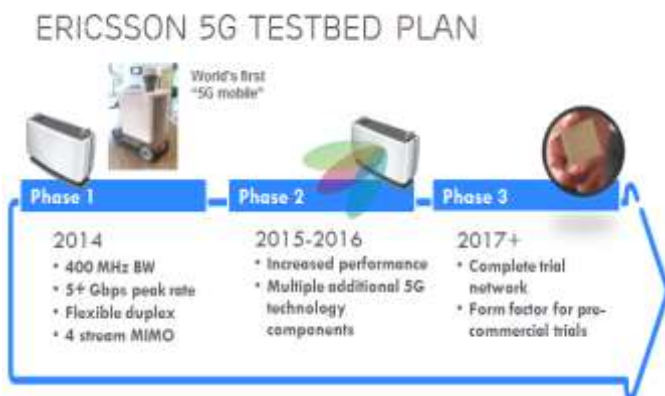 ERICSSON 5G TESTBED PLAN
World's first
"5G mobile"
Phase 1
Phase 2
Phase 3
2014
• 400 MHz BW
• 5+ Gbps peak rate
• Flexible duplex
• 4 stream MIMO
2015-2016
• Increased performance
• Multiple additional 5G
technology
components
2017+
• Complete trial
network
• Form factor for pre-
commercial trials